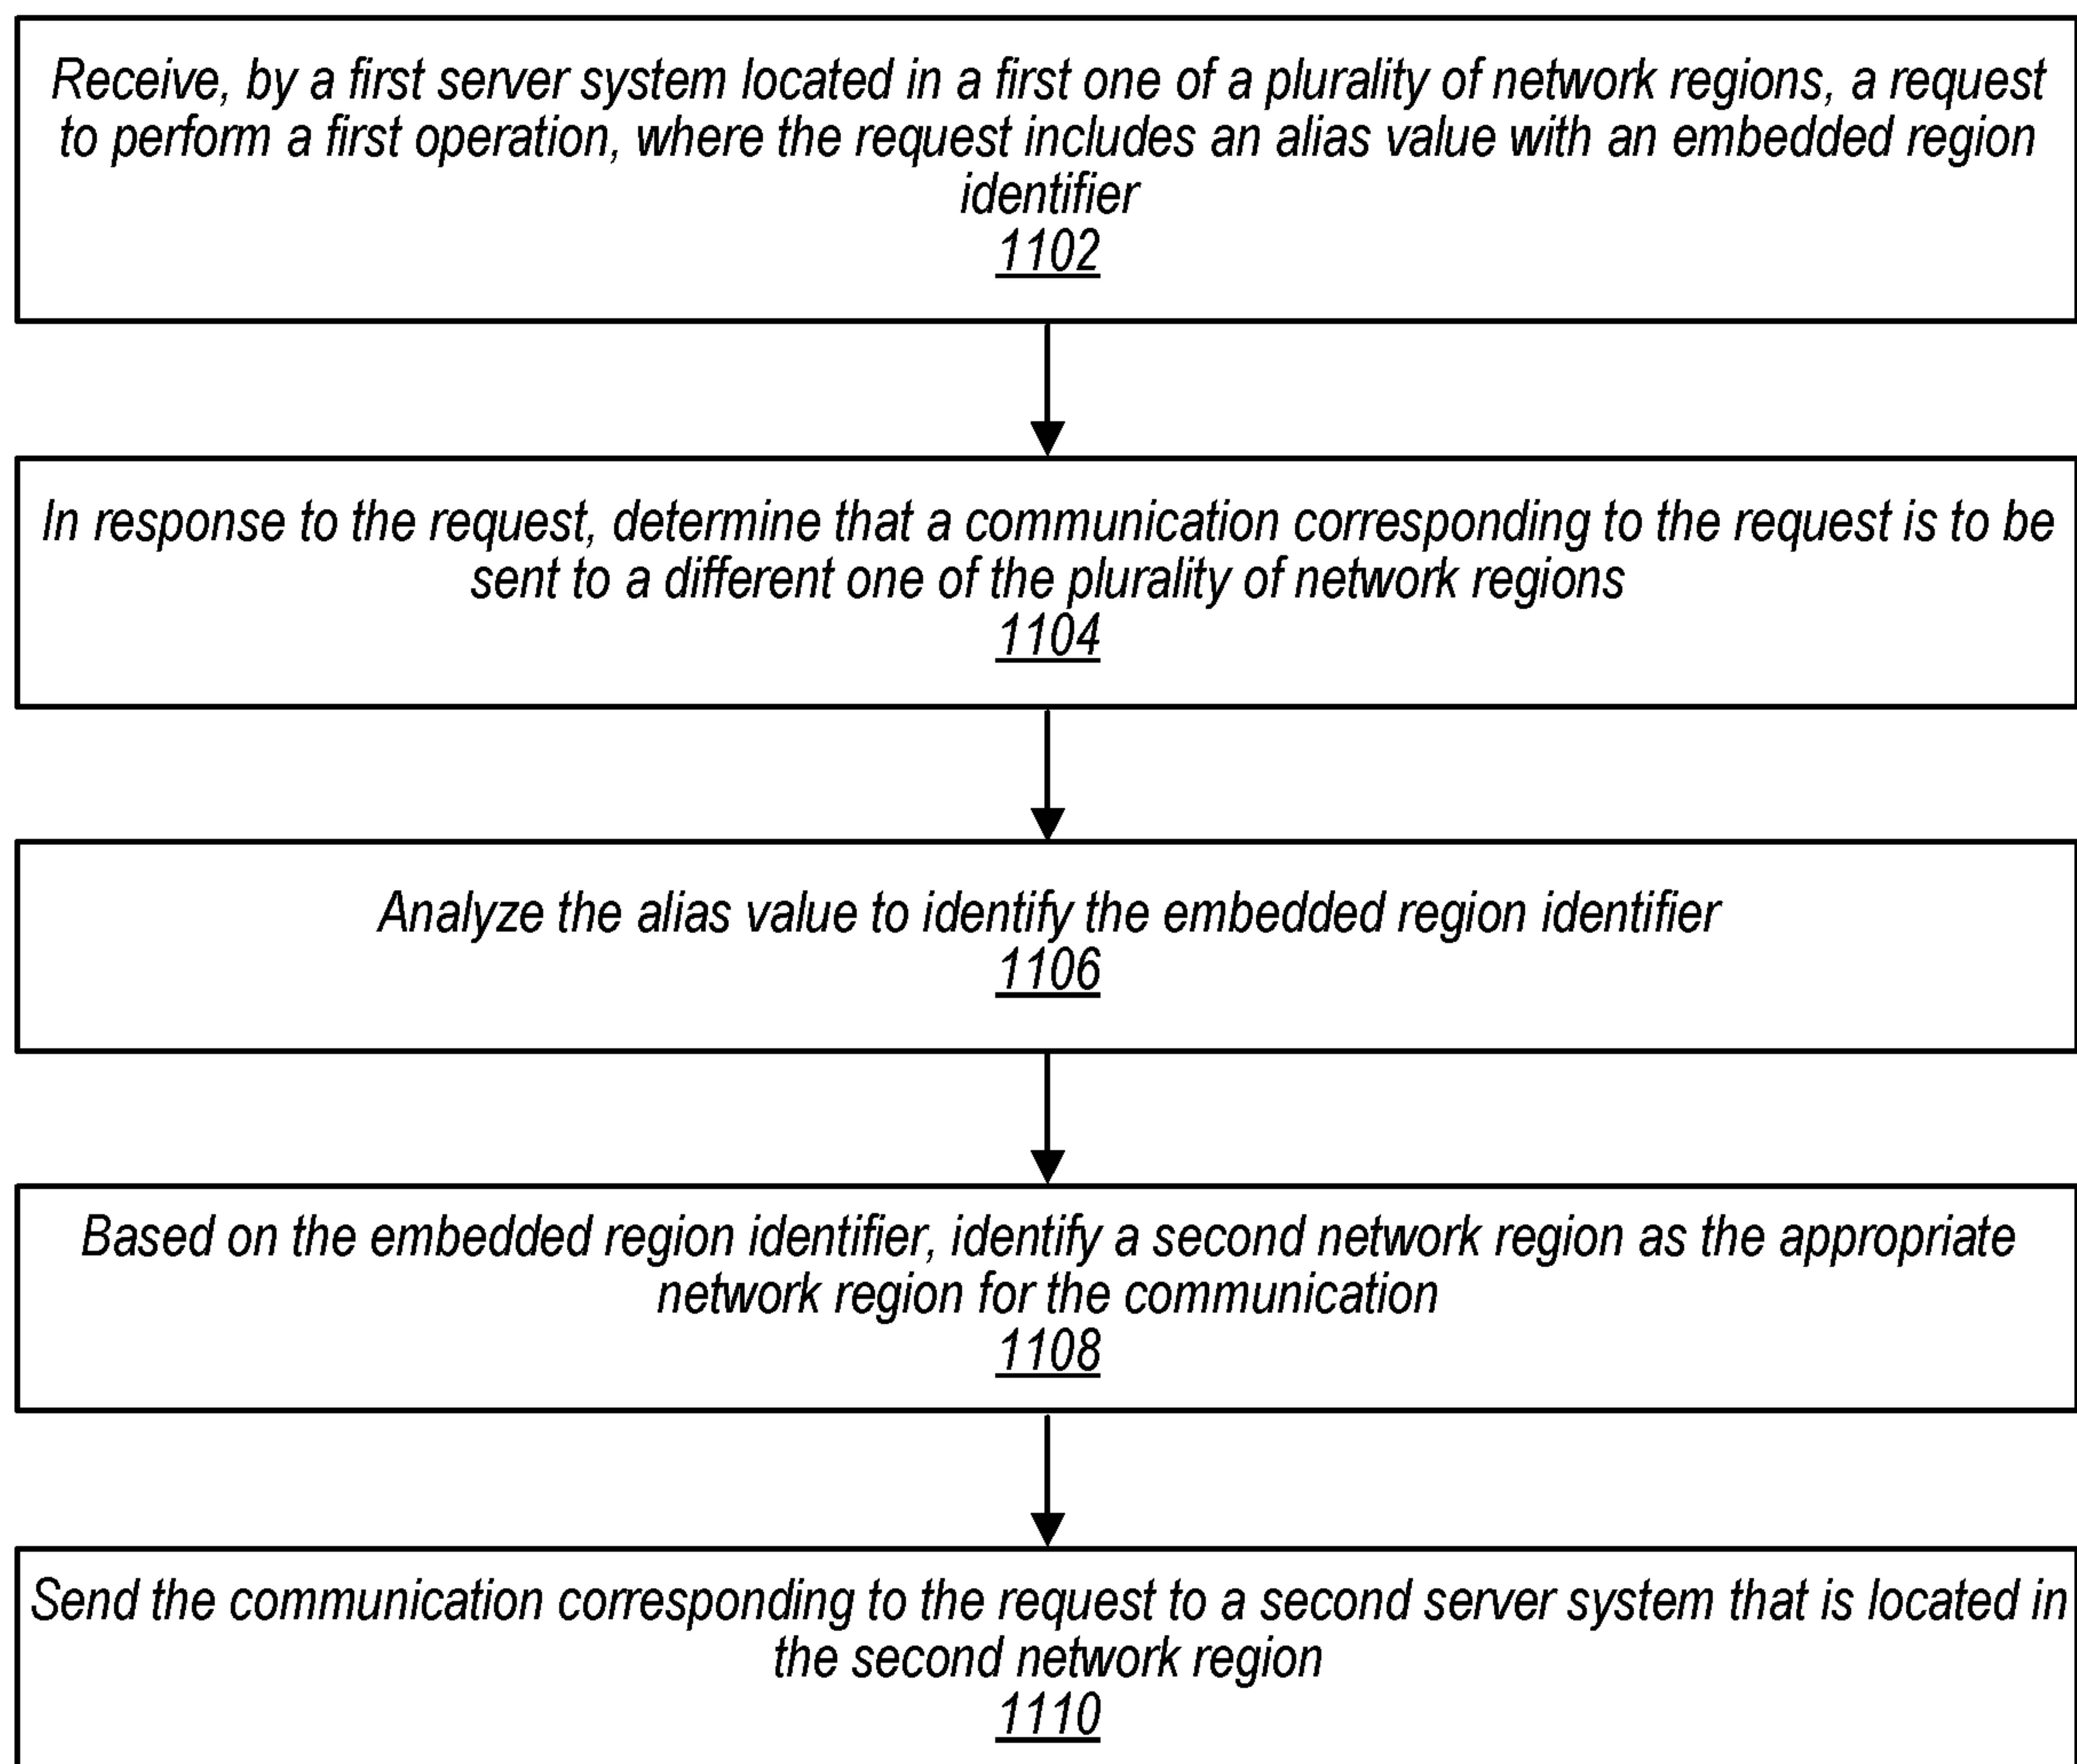 Receive, by a first server system located in a first one of a plurality of network regions, a request
to perform a first operation, where the request includes an alias value with an embedded region
identifier
1102
In response to the request, determine that a communication corresponding to the request is to be
sent to a different one of the plurality of network regions
1104
Analyze the alias value to identify the embedded region identifier
1106
Based on the embedded region identifier, identify a second network region as the appropriate
network region for the communication
1108
Send the communication corresponding to the request to a second server system that is located in
the second network region
1110